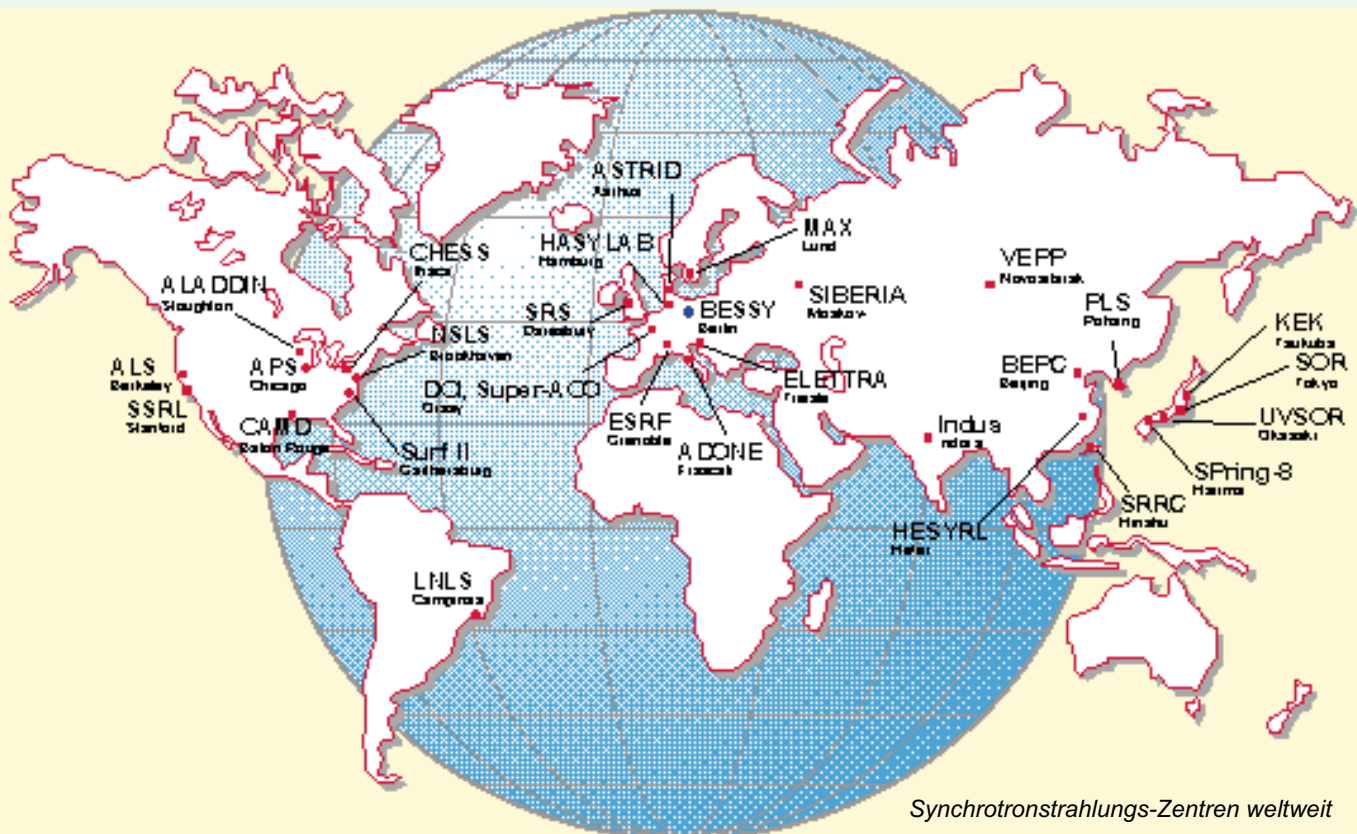 ASTRID
Aarhus
HASYLAB
Hamburg
MAX
Lund
CHESS
Ithaca
VEPP
Novosibirsk
ALADDIN
Stoughton
SRS
Daresbury
BESSY
Berlin
SIBERIA
Moskow
PLS
Pohang
KEK
Tsukuba
NSLS
Brookhaven
SOR
Tokyo
ALS
Berkeley
APS
Chicago
BEPC
Beijing
DCI, Super-ACO
Orsay
ELETTRA
Trieste
SSRL
Stanford
UVSOR
Okasaki
CAMD
Baton Rouge
ESRF
Grenoble
Indus
Indore
Surf II
Gaithersburg
ADONE
Frascati
SPring-8
Harima
SRRC
Hsinchu
HESYRL
Hefei
LNLS
Campinas
Synchrotronstrahlungs-Zentren weltweit